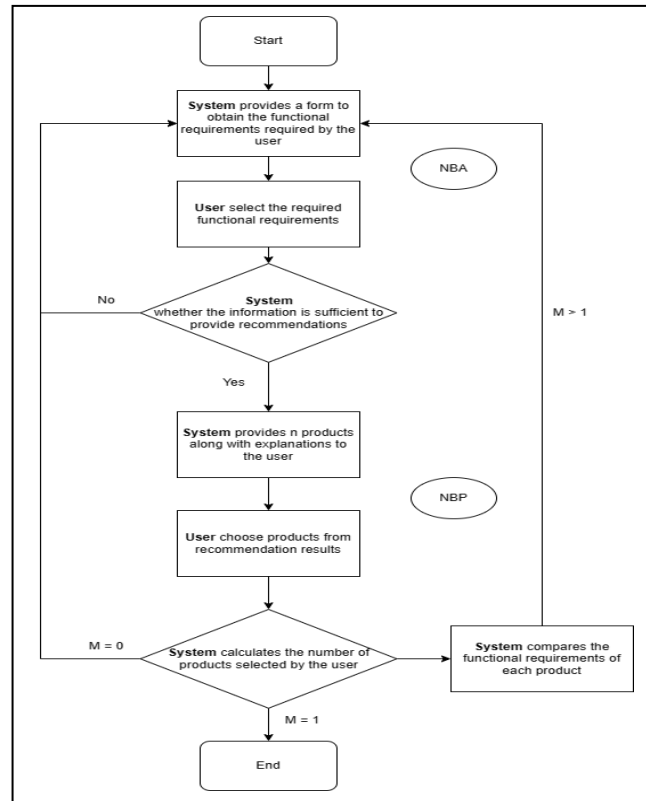 Start
System provides a form to
obtain the functional
requirements required by the
user
NBA
User select the required
functional requirements
No
System
whether the information is sufficient to
provide recommendations
M > 1
Yes
System provides n products
along with explanations to
the user
NBP
User choose products from
recommendation results
M = 0
System calculates the number of
products selected by the user
System compares the
functional requirements of
each product
M = 1
End